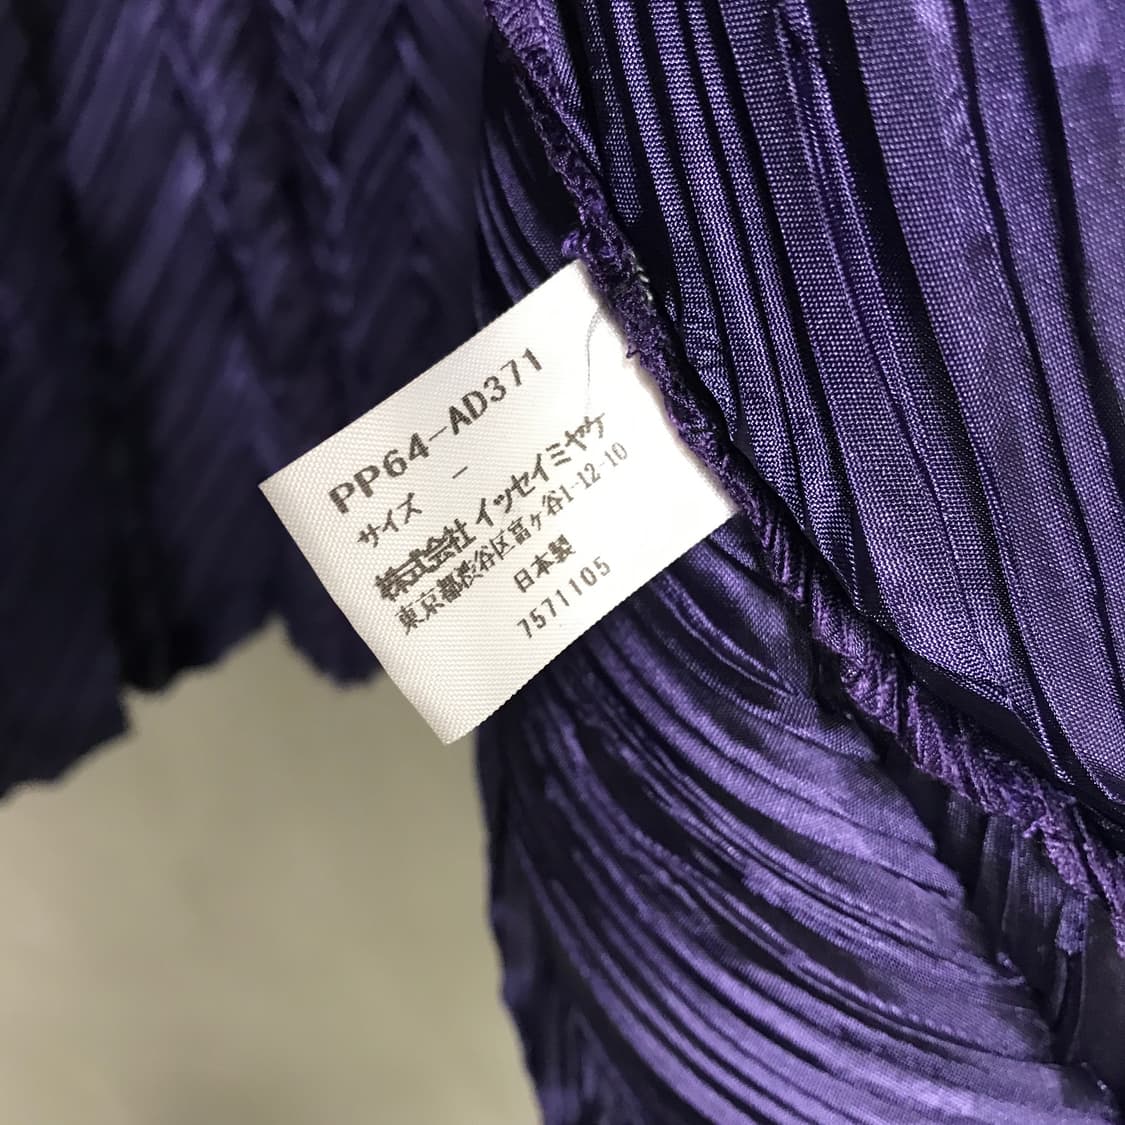 PP64-AD371
サイズ -
株式会社 イッセイミヤケ
東京都渋谷区富ヶ谷1-12-10
日本製
7571105